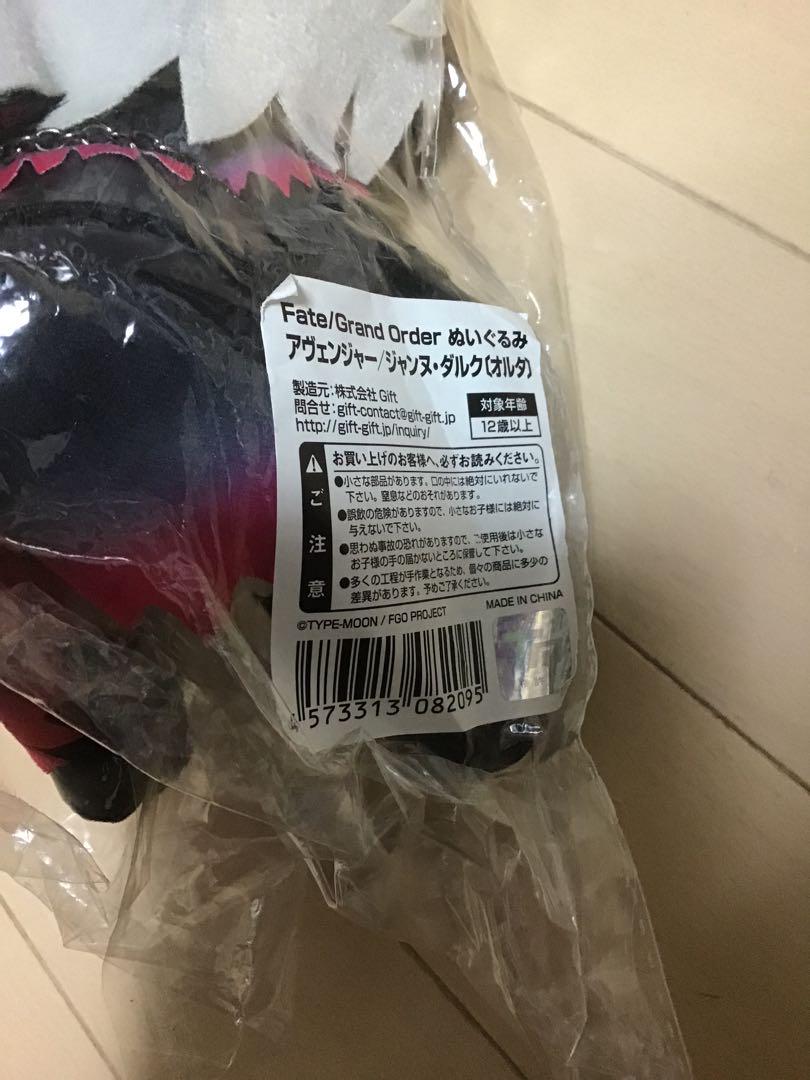 Fate/Grand Order ぬいぐるみ
アヴェンジャー/ジャンヌ・ダルク〔オルタ〕
製造元:株式会社 Gift
問合せ:gift-contact@gift-gift.jp
http://gift-gift.jp/inquiry/
対象年齢
12歳以上
ご注意
お買い上げのお客様へ、必ずお読みください。
●小さな部品があります、口の中には絶対にいれないで
下さい。窒息などのおそれがあります。
●誤飲の危険がありますので、小さなお子様には絶対に
与えないで下さい。
●思わぬ事故の恐れがありますので、ご使用後は小さな
お子様の手の届かないところに保管して下さい。
●多くの工程が手作業となるため、個々の商品に多少の
差異があります。予めご了承ください。
©TYPE-MOON / FGO PROJECT
MADE IN CHINA
573313 082095